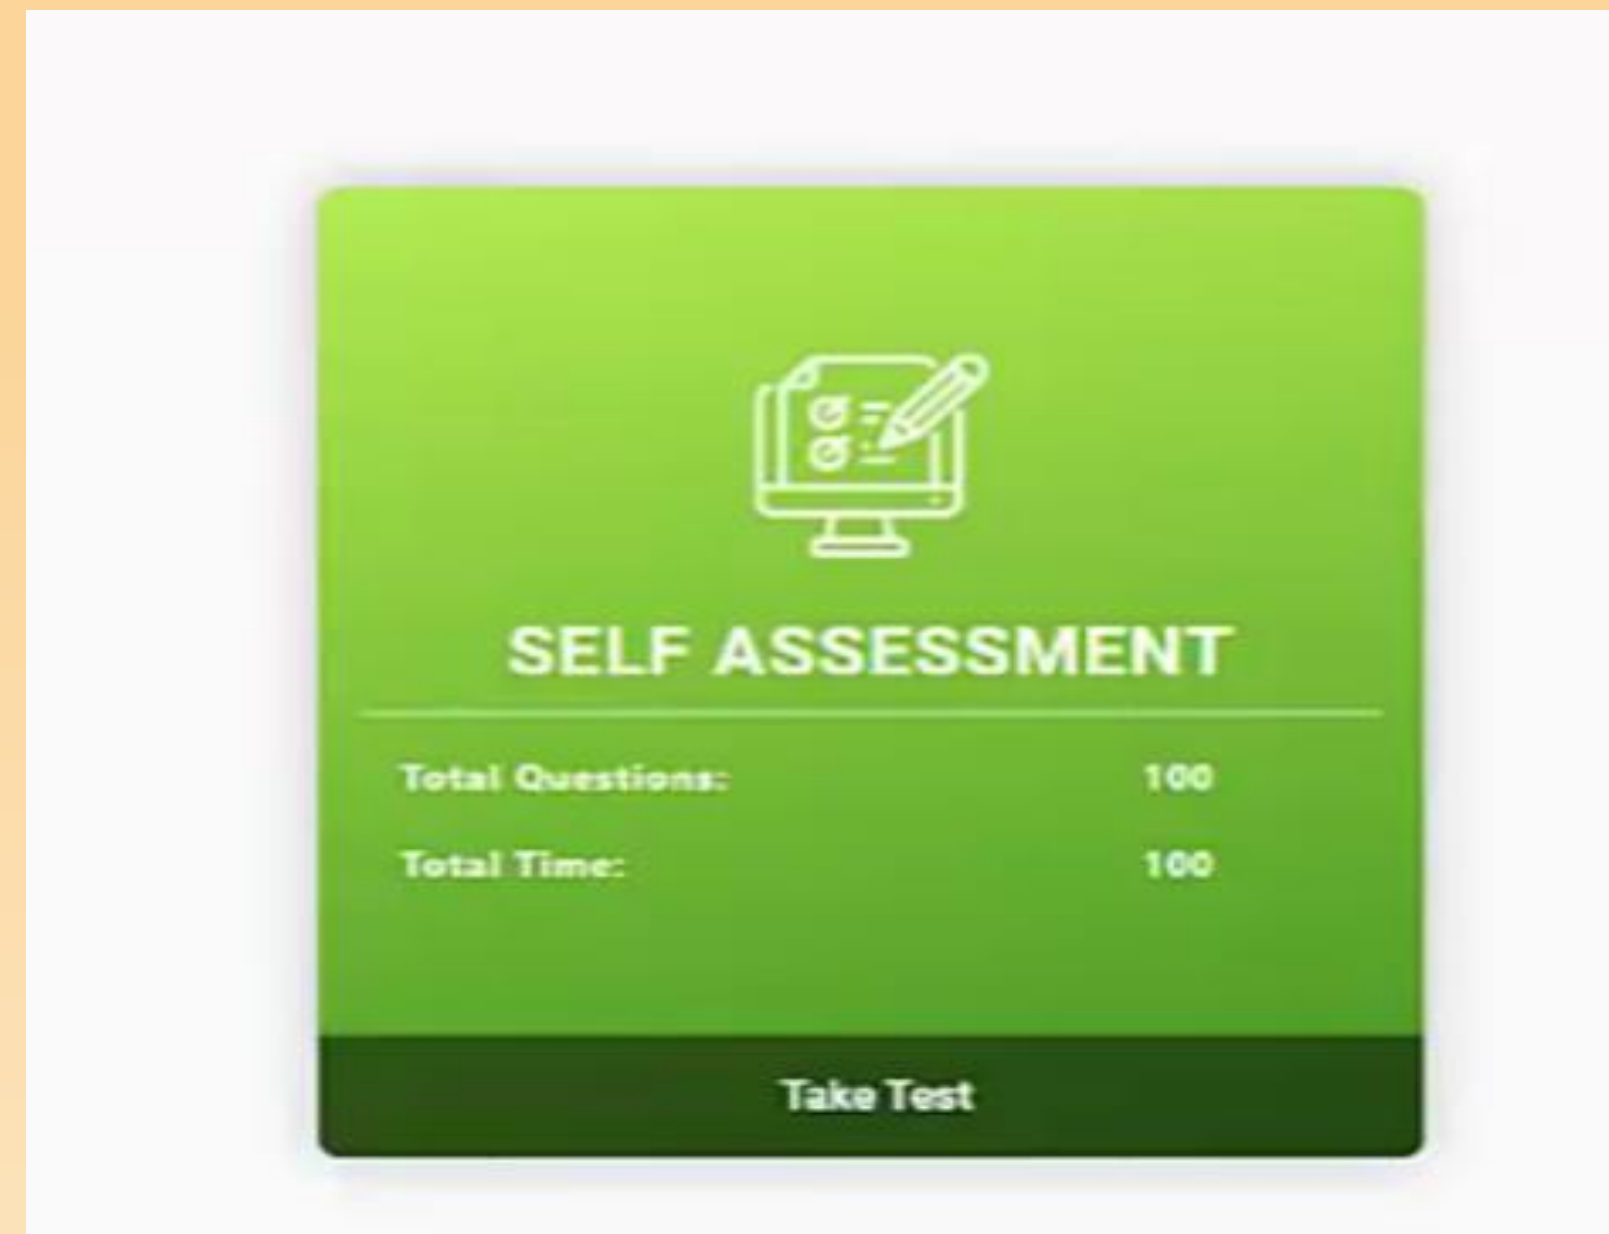 SELF ASSESSMENT
Total Questions: 100
Total Time: 100
Take Test